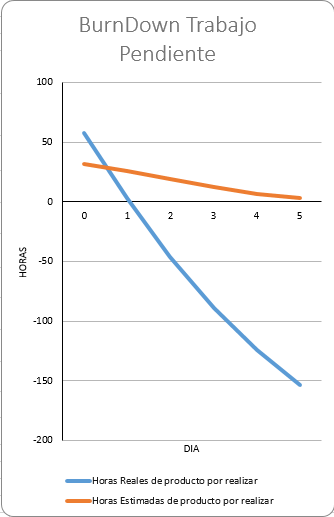 BurnDown Trabajo
Pendiente
100
50
0
-50
-100
-150
-200
HORAS
0 1 2 3 4 5
DIA
Horas Reales de producto por realizar
Horas Estimadas de producto por realizar